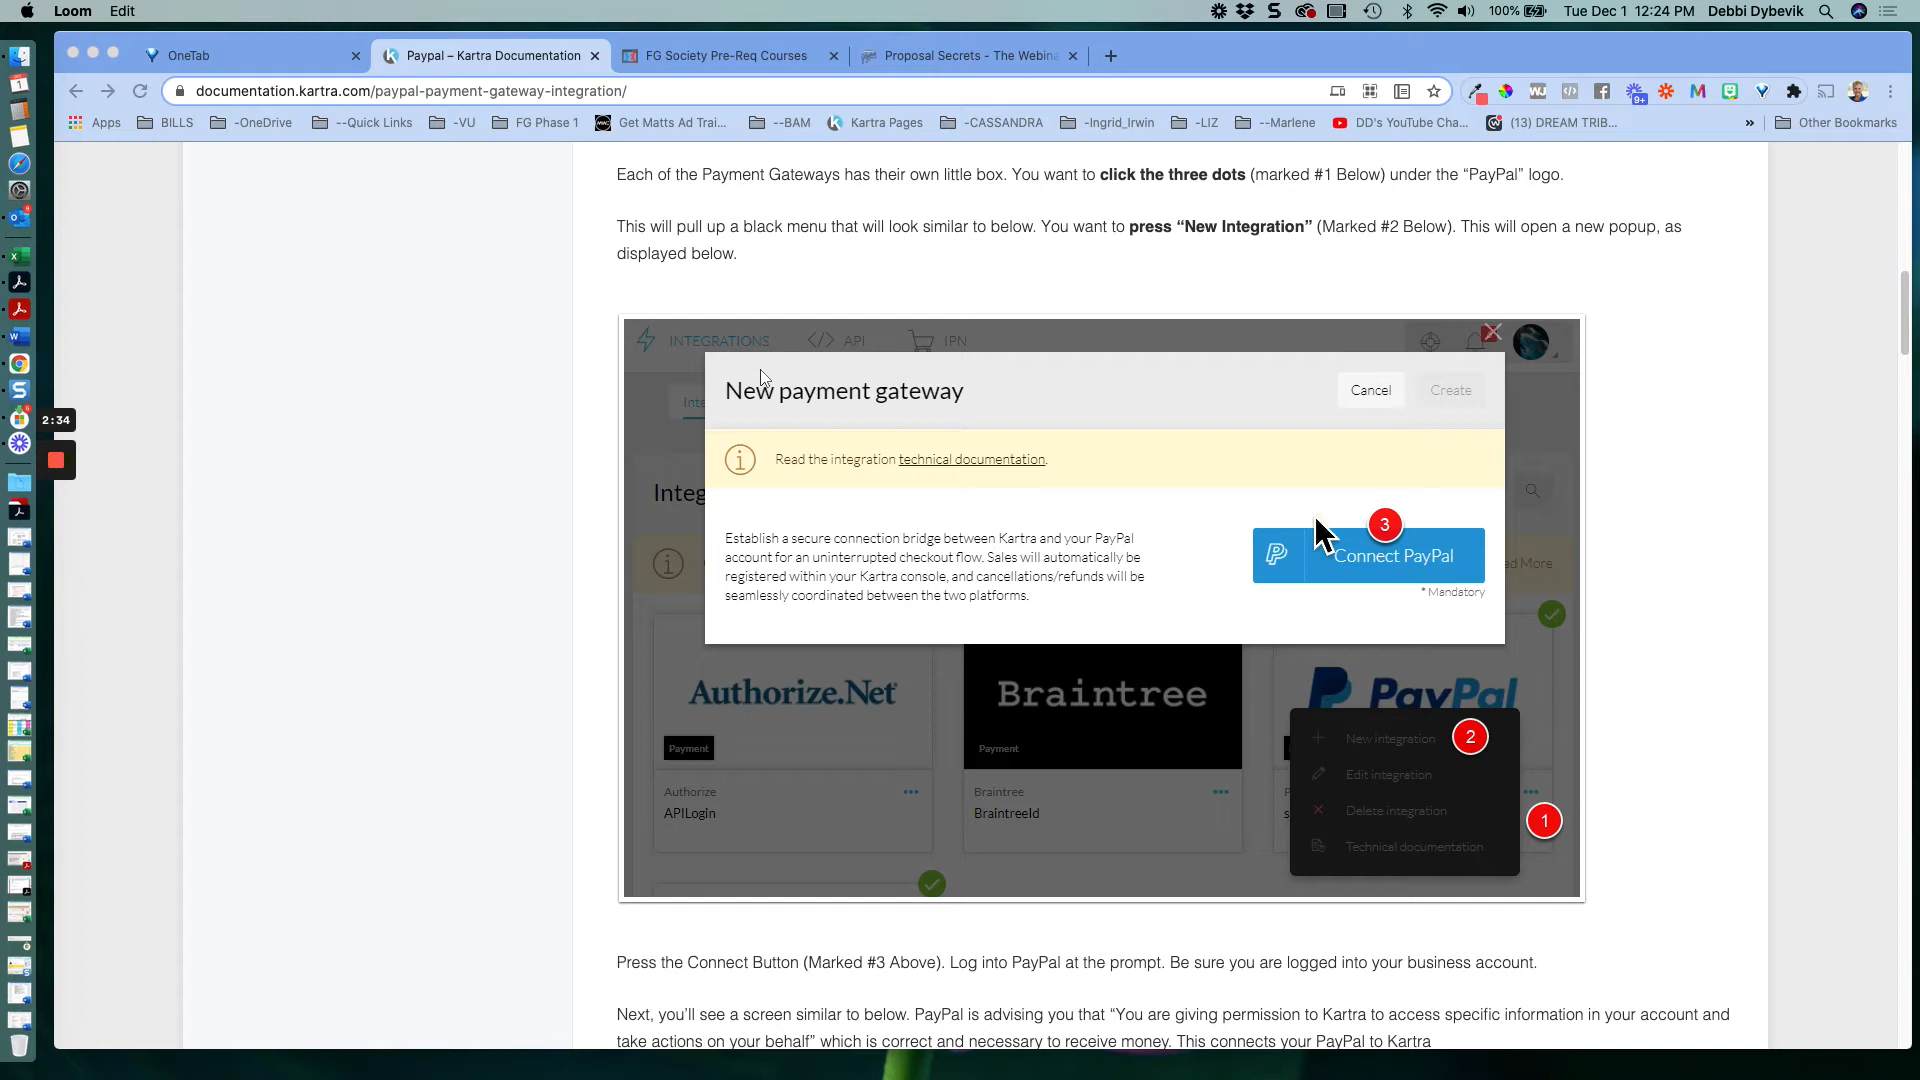 Loom Edit 100% Tue Dec 1 12:24 PM Debbi Dybevik
OneTab Paypal – Kartra Documentation FG Society Pre-Req Courses Proposal Secrets - The Webina
documentation.kartra.com/paypal-payment-gateway-integration/
Apps BILLS -OneDrive --Quick Links -VU FG Phase 1 Get Matts Ad Trai... --BAM Kartra Pages -CASSANDRA -Ingrid_Irwin -LIZ --Marlene DD's YouTube Cha... (13) DREAM TRIB... » Other Bookmarks
Each of the Payment Gateways has their own little box. You want to click the three dots (marked #1 Below) under the “PayPal” logo.
This will pull up a black menu that will look similar to below. You want to press “New Integration” (Marked #2 Below). This will open a new popup, as
displayed below.
INTEGRATIONS API IPN
New payment gateway Cancel Create
Inte
Read the integration technical documentation.
Integ
Establish a secure connection bridge between Kartra and your PayPal
account for an uninterrupted checkout flow. Sales will automatically be
registered within your Kartra console, and cancellations/refunds will be
seamlessly coordinated between the two platforms.
3
Connect PayPal
ad More
* Mandatory
Authorize.Net Braintree PayPal
Payment Payment
New integration 2
Edit integration
Delete integration
Technical documentation
1
Authorize Braintree
APILogin BraintreeId
2:34
Press the Connect Button (Marked #3 Above). Log into PayPal at the prompt. Be sure you are logged into your business account.
Next, you’ll see a screen similar to below. PayPal is advising you that “You are giving permission to Kartra to access specific information in your account and
take actions on your behalf” which is correct and necessary to receive money. This connects your PayPal to Kartra